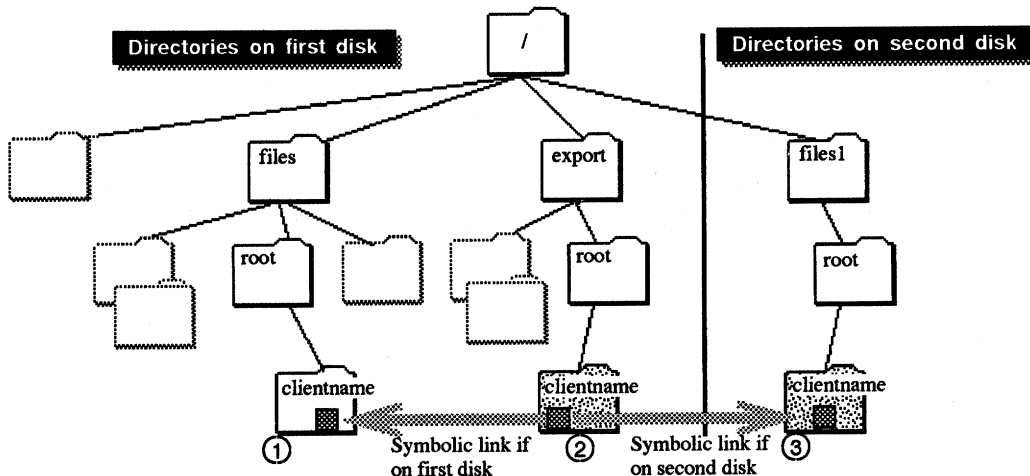 /
Directories on first disk
Directories on second disk
files
export
files1
root
root
root
clientname
clientname
clientname
Symbolic link if
on first disk
Symbolic link if
on second disk
1
2
3